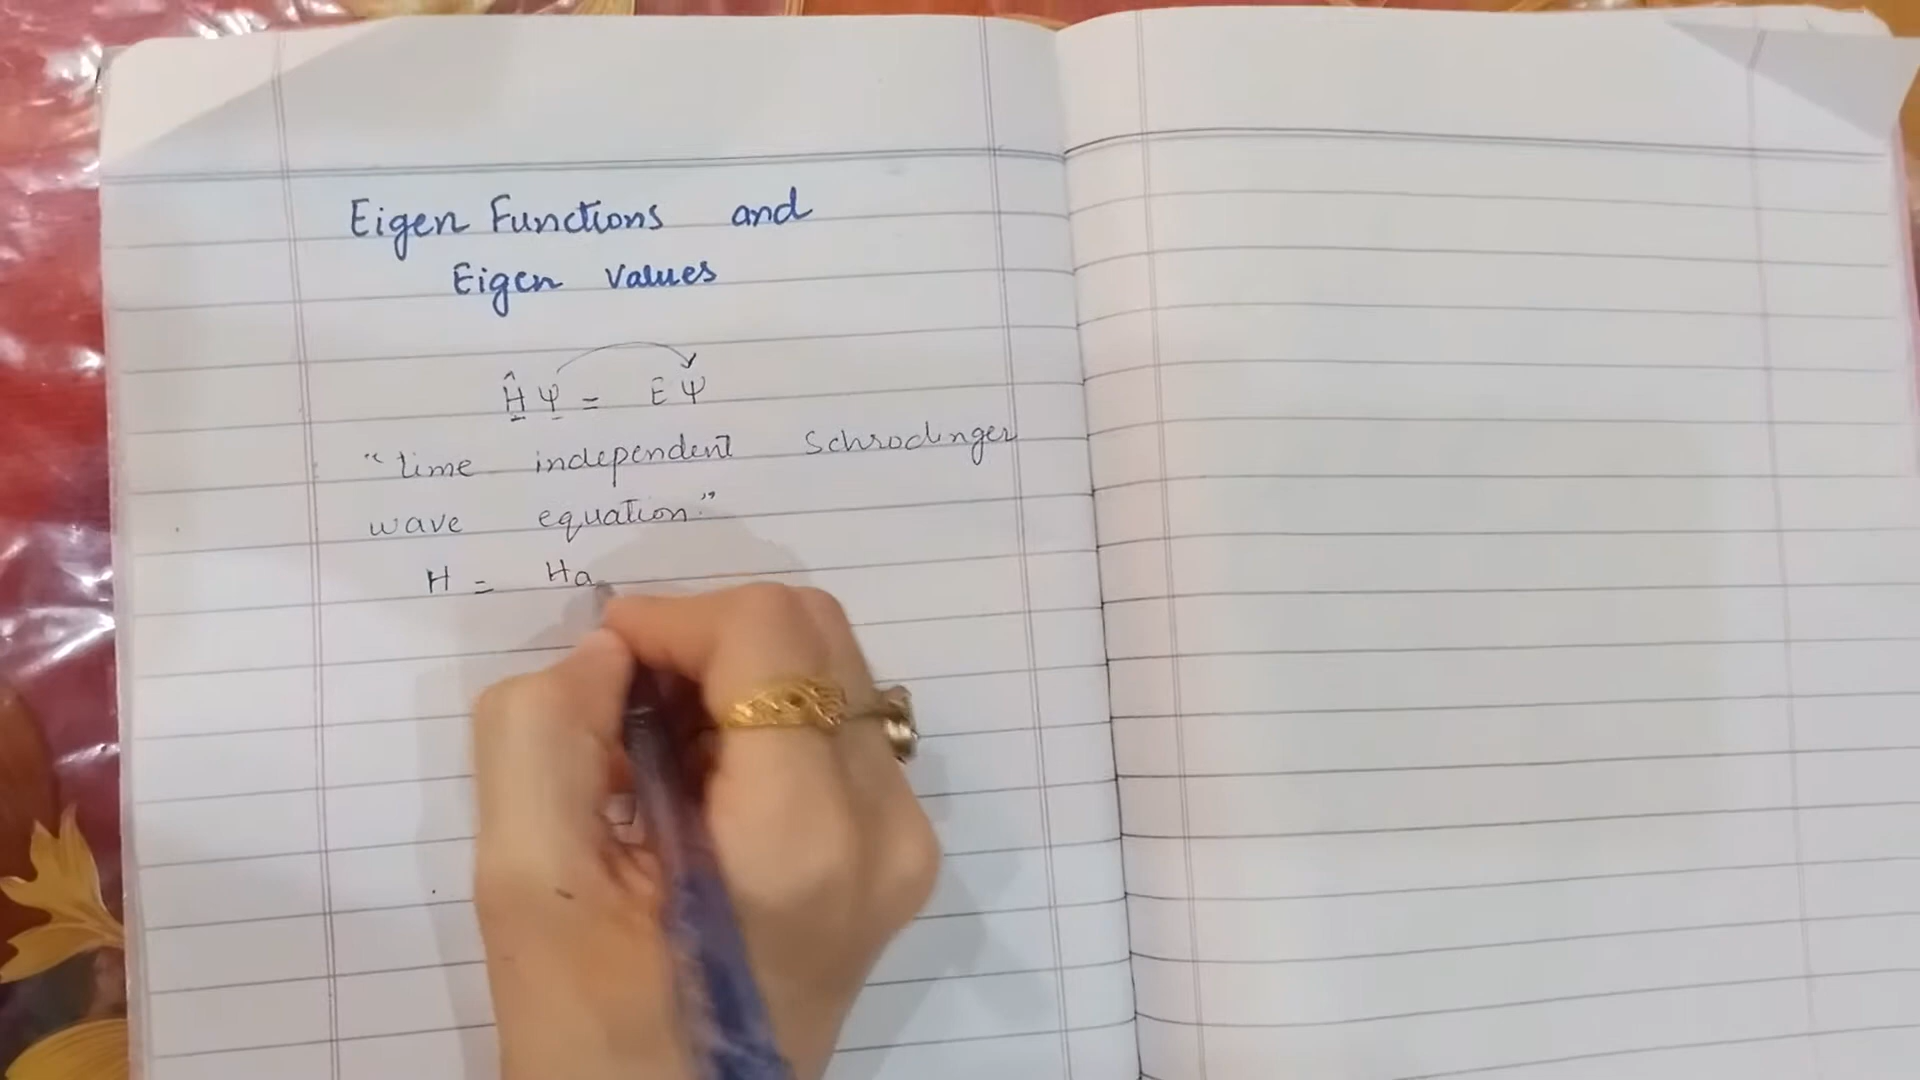 Eigen Functions and
Eigen Values
Ĥ Ψ = E Ψ
"time independent Schrodinger
wave equation."
H = Ha